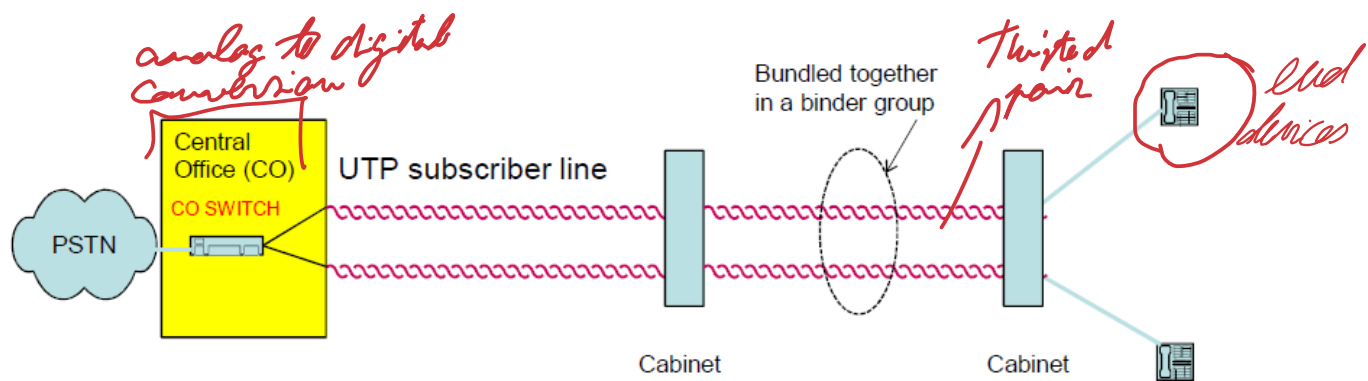 analog to digital
conversion
Central
Office (CO)
CO SWITCH
PSTN
UTP subscriber line
Bundled together
in a binder group
Twisted
pair
end
devices
Cabinet
Cabinet